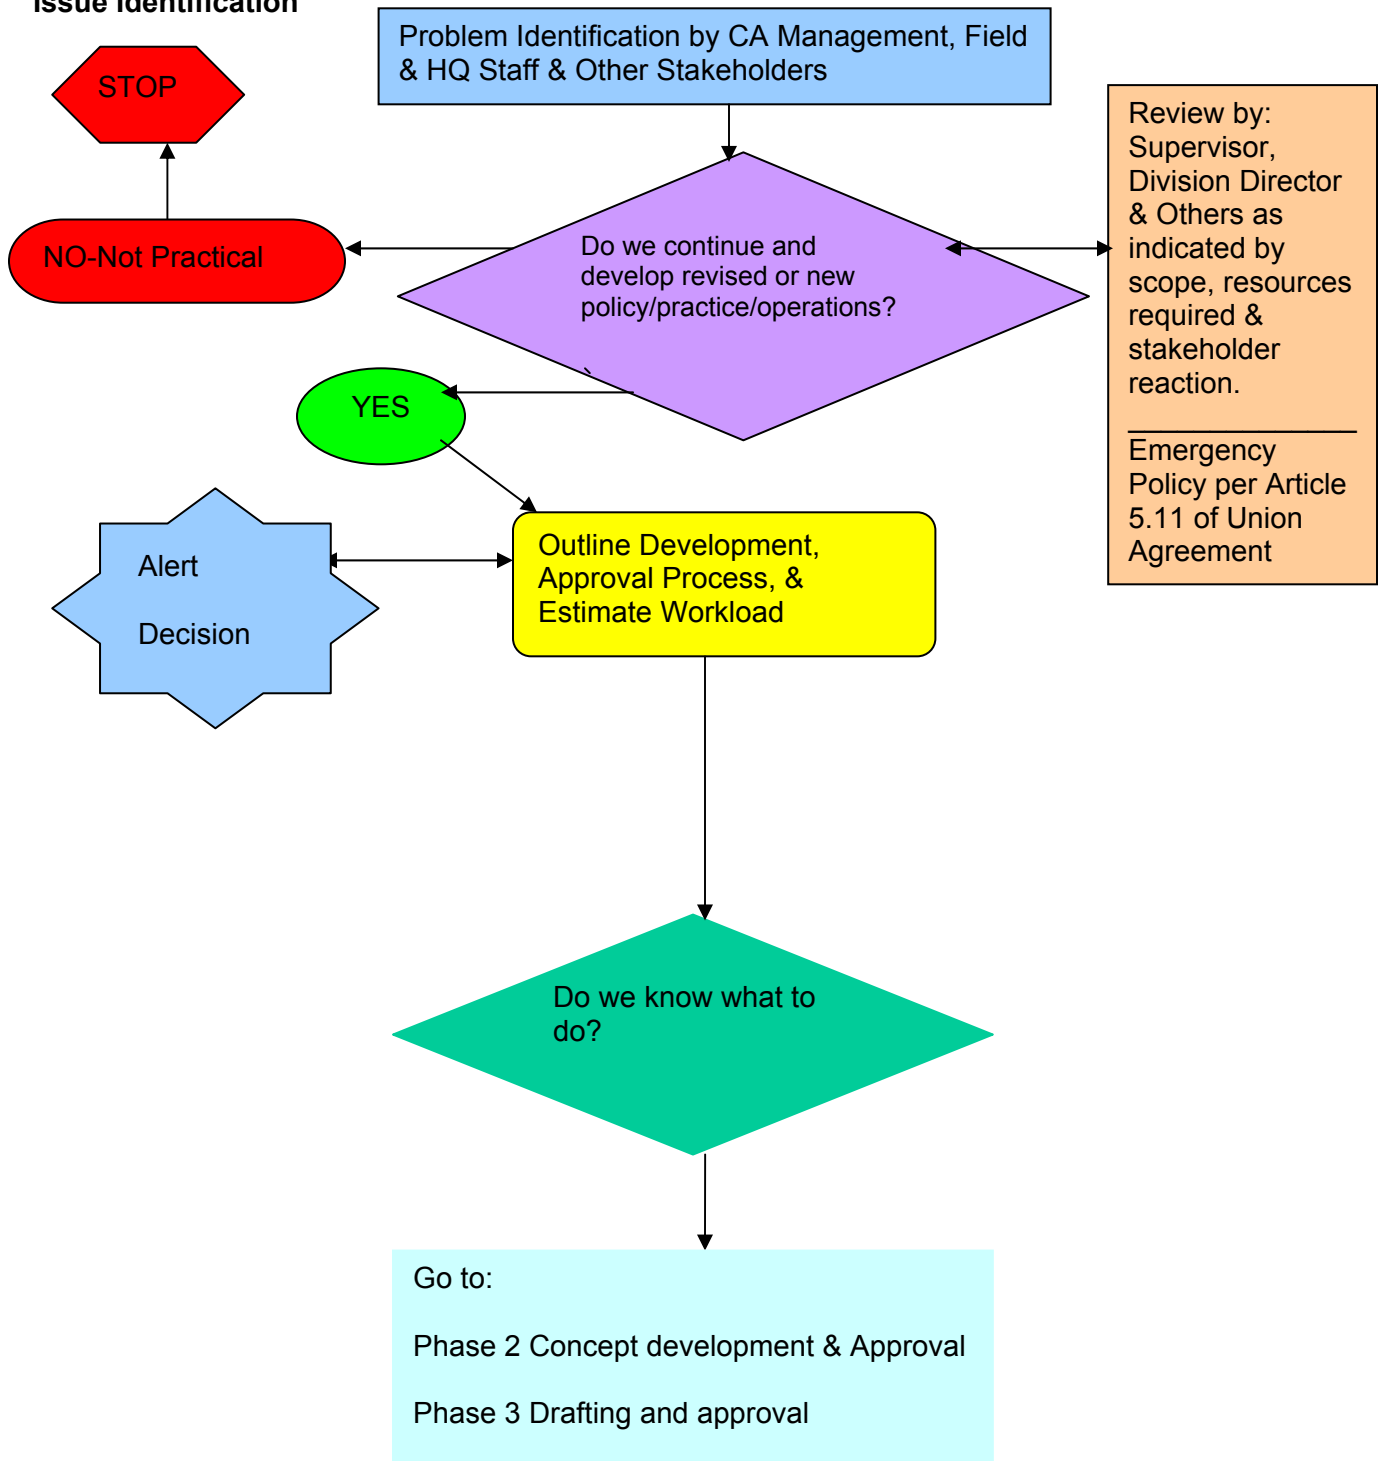 Issue Identification
Problem Identification by CA Management, Field
& HQ Staff & Other Stakeholders
STOP
Review by:
Supervisor,
Division Director
& Others as
indicated by
scope, resources
required &
stakeholder
reaction.
______________
Emergency
Policy per Article
5.11 of Union
Agreement
NO-Not Practical
Do we continue and
develop revised or new
policy/practice/operations?
`
YES
Alert
Decision
Outline Development,
Approval Process, &
Estimate Workload
Do we know what to
do?
Go to:
Phase 2 Concept development & Approval
Phase 3 Drafting and approval